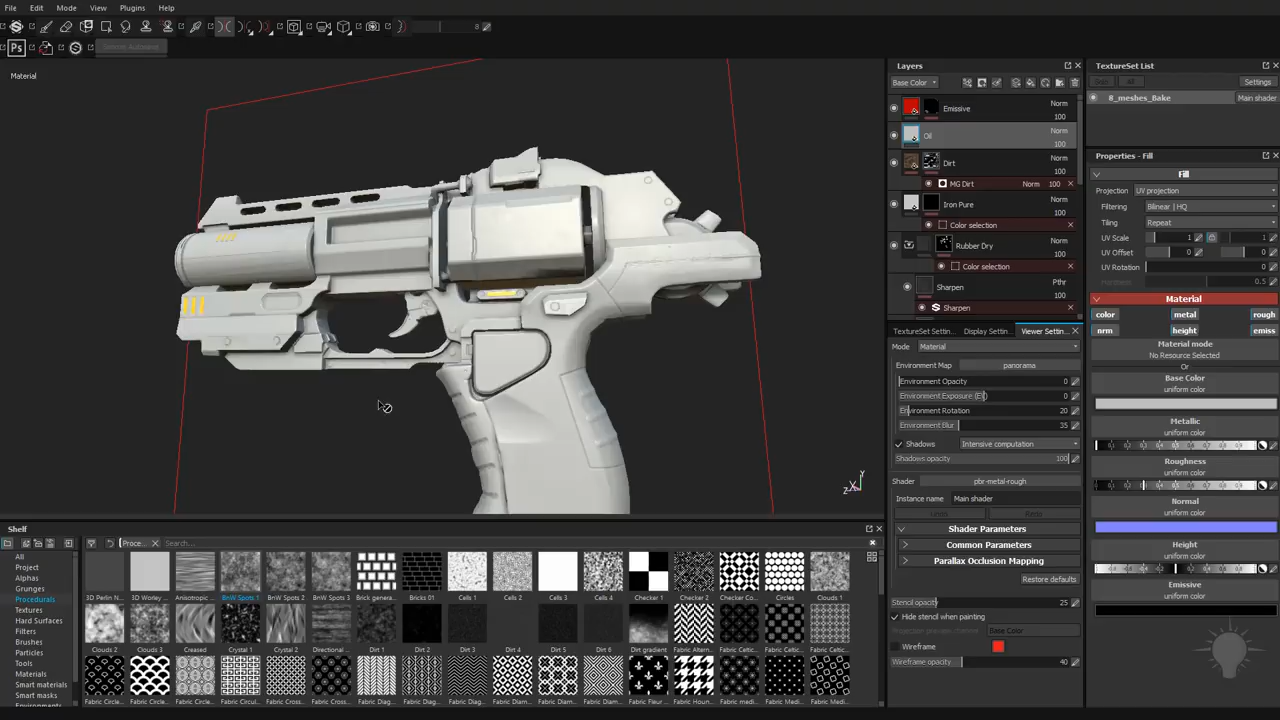 File Edit Mode View Plugins Help
8
Ps
Material
Layers
Base Color
Emissive Norm 100
Oil Norm 100
Dirt Norm 100
MG Dirt Norm 100
Iron Pure Norm 100
Color selection
Rubber Dry Norm 100
Color selection
Sharpen Pthr 100
Sharpen
TextureSet Settin.. Display Settin.. Viewer Settin..
Mode Material
Environment Map panorama
Environment Opacity 0
Environment Exposure (EV) 0
Environment Rotation 20
Environment Blur 35
Shadows Intensive computation
Shadows opacity 100
Shader pbr-metal-rough
Instance name Main shader
Undo Redo
Shader Parameters
Common Parameters
Parallax Occlusion Mapping
Restore defaults
Stencil opacity 25
Hide stencil when painting
Base Color
Wireframe
Wireframe opacity 40
TextureSet List
Solo All Settings
8_meshes_Bake Main shader
Properties - Fill
Fill
Projection UV projection
Filtering Bilinear | HQ
Tiling Repeat
UV Scale 1 1
UV Offset 0 0
UV Rotation 0
Hardness 0.5
Material
color metal rough
nrm height emiss
Material mode
No Resource Selected
Or
Base Color
uniform color
Metallic
uniform color
Roughness
uniform color
Normal
uniform color
Height
uniform color
Emissive
uniform color
Y
X
Z
Shelf
Proce... Search...
All
Project
Alphas
Grunges
Procedurals
Textures
Hard Surfaces
Filters
Brushes
Particles
Tools
Materials
Smart materials
Smart masks
3D Perlin N... 3D Worley ... Anisotropic ... BnW Spots 1 BnW Spots 2 BnW Spots 3 Brick genera... Bricks 01 Cells 1 Cells 2 Cells 3 Cells 4 Checker 1 Checker Co... Circles Clouds 1
Clouds 2 Clouds 3 Creased Crystal 1 Crystal 2 Directional ... Dirt 1 Dirt 2 Dirt 3 Dirt 4 Dirt 5 Dirt 6 Dirt gradient Fabric Altern... Fabric Celtic... Fabric Celtic...
Fabric Circle... Fabric Circle... Fabric Circle... Fabric Circul... Fabric Cross... Fabric Diam... Fabric Diag... Fabric Diag... Fabric Diag... Fabric Diam... Fabric Diam... Fabric Diam... Fabric Fleur ... Fabric Houn... Fabric medi... Fabric Medi...